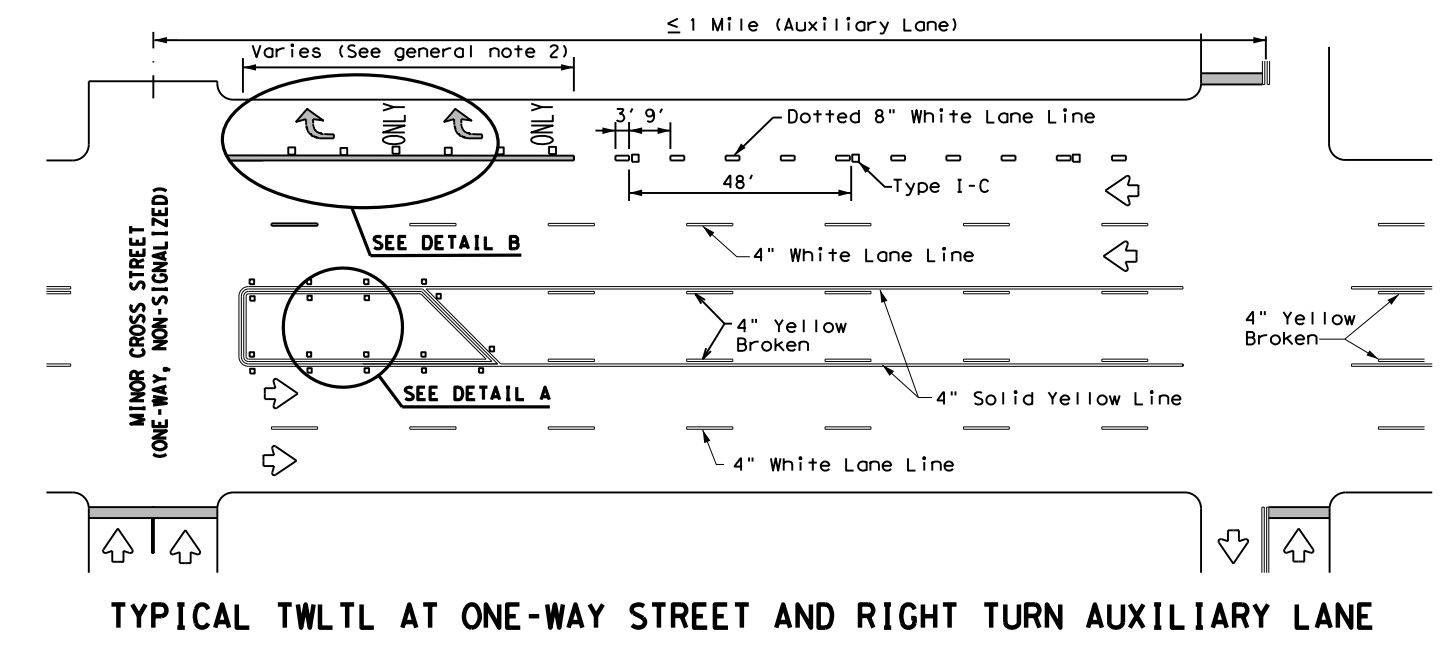 ≤ 1 Mile (Auxiliary Lane)
Varies (See general note 2)
ONLY
ONLY
3' 9'
Dotted 8" White Lane Line
48'
Type I-C
SEE DETAIL B
4" White Lane Line
MINOR CROSS STREET
(ONE-WAY, NON-SIGNALIZED)
4" Yellow
Broken
4" Yellow
Broken
SEE DETAIL A
4" Solid Yellow Line
4" White Lane Line
TYPICAL TWLTL AT ONE-WAY STREET AND RIGHT TURN AUXILIARY LANE